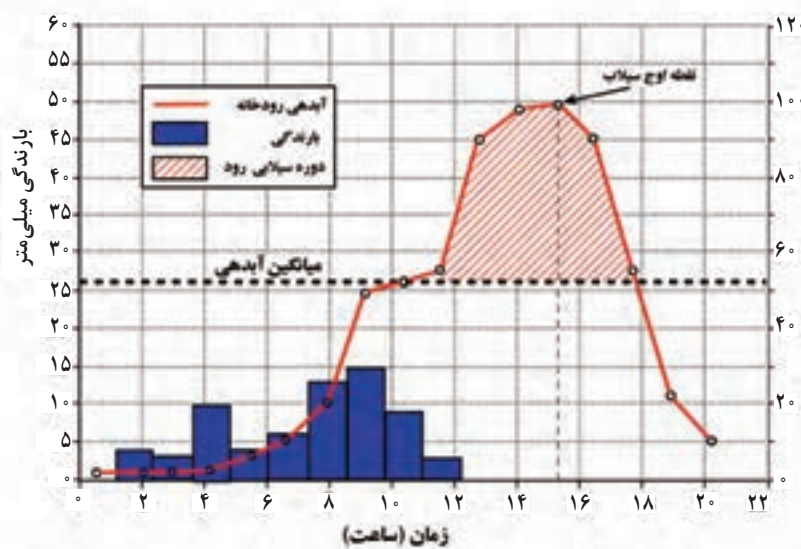 نقطه اوج سیلاب
آبدهی رودخانه
بارندگی
دوره سیلابی رود
میانگین آبدهی
بارندگی میلی متر
۶۰
۵۵
۵۰
۴۵
۴۰
۳۵
۳۰
۲۵
۲۰
۱۵
۱۰
۵
۰
۱۲۰
۱۰۰
۸۰
۶۰
۴۰
۲۰
۰
۰ ۲ ۴ ۶ ۸ ۱۰ ۱۲ ۱۴ ۱۶ ۱۸ ۲۰ ۲۲
زمان (ساعت)